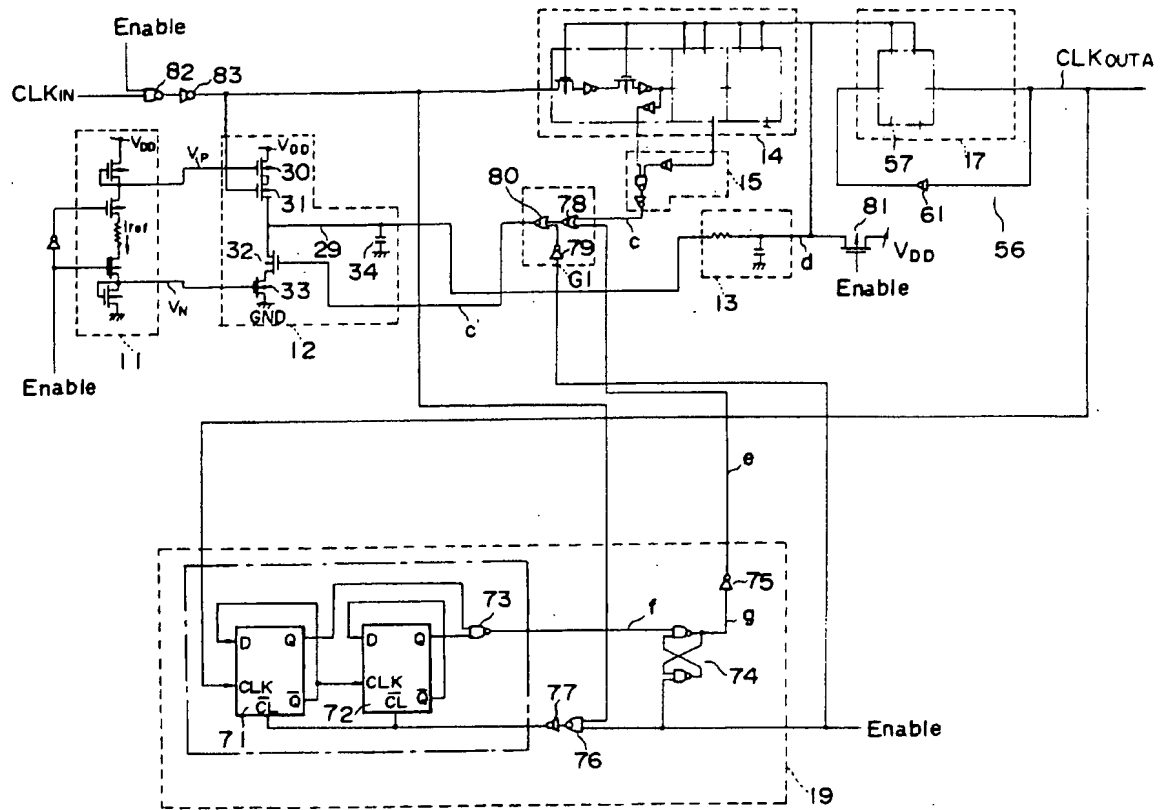 Enable
82 83
CLKIN
CLKOUTA
VDD
VP
VDD
30
31
Iref
29
32
34
33
VN
GND
11
12
Enable
14
15
80
78
79
G1
c
c'
13
d
57
17
61
81
56
VDD
Enable
e
73
f
75
g
D Q
CLK
CL Q
71
D Q
CLK
CL Q
72
74
77
76
Enable
19